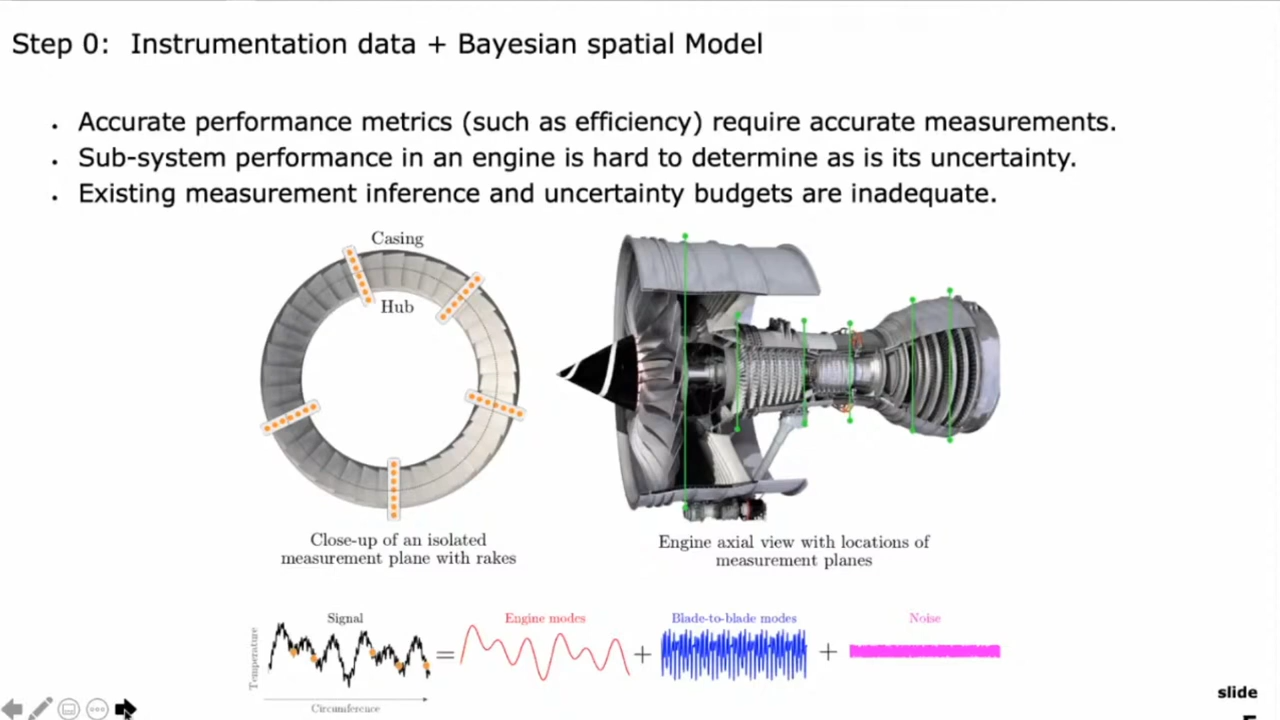 Step 0: Instrumentation data + Bayesian spatial Model
• Accurate performance metrics (such as efficiency) require accurate measurements.
• Sub-system performance in an engine is hard to determine as is its uncertainty.
• Existing measurement inference and uncertainty budgets are inadequate.
Casing
Hub
Close-up of an isolated
measurement plane with rakes
Engine axial view with locations of
measurement planes
Signal
Engine modes
Blade-to-blade modes
Noise
Temperature
=
+
+
Circumference
slide